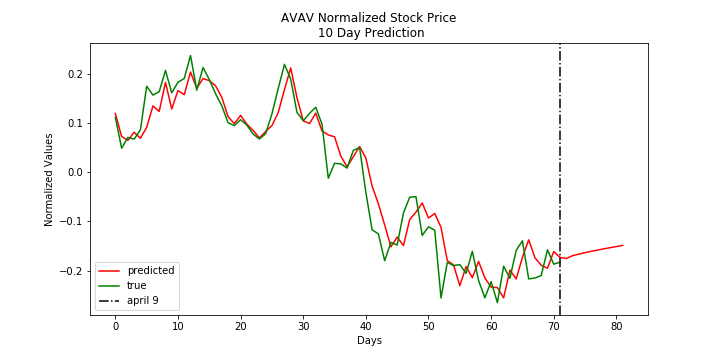 AVAV Normalized Stock Price
10 Day Prediction
Normalized Values
0.2
0.1
0.0
−0.1
−0.2
predicted
true
april 9
0 10 20 30 40 50 60 70 80
Days